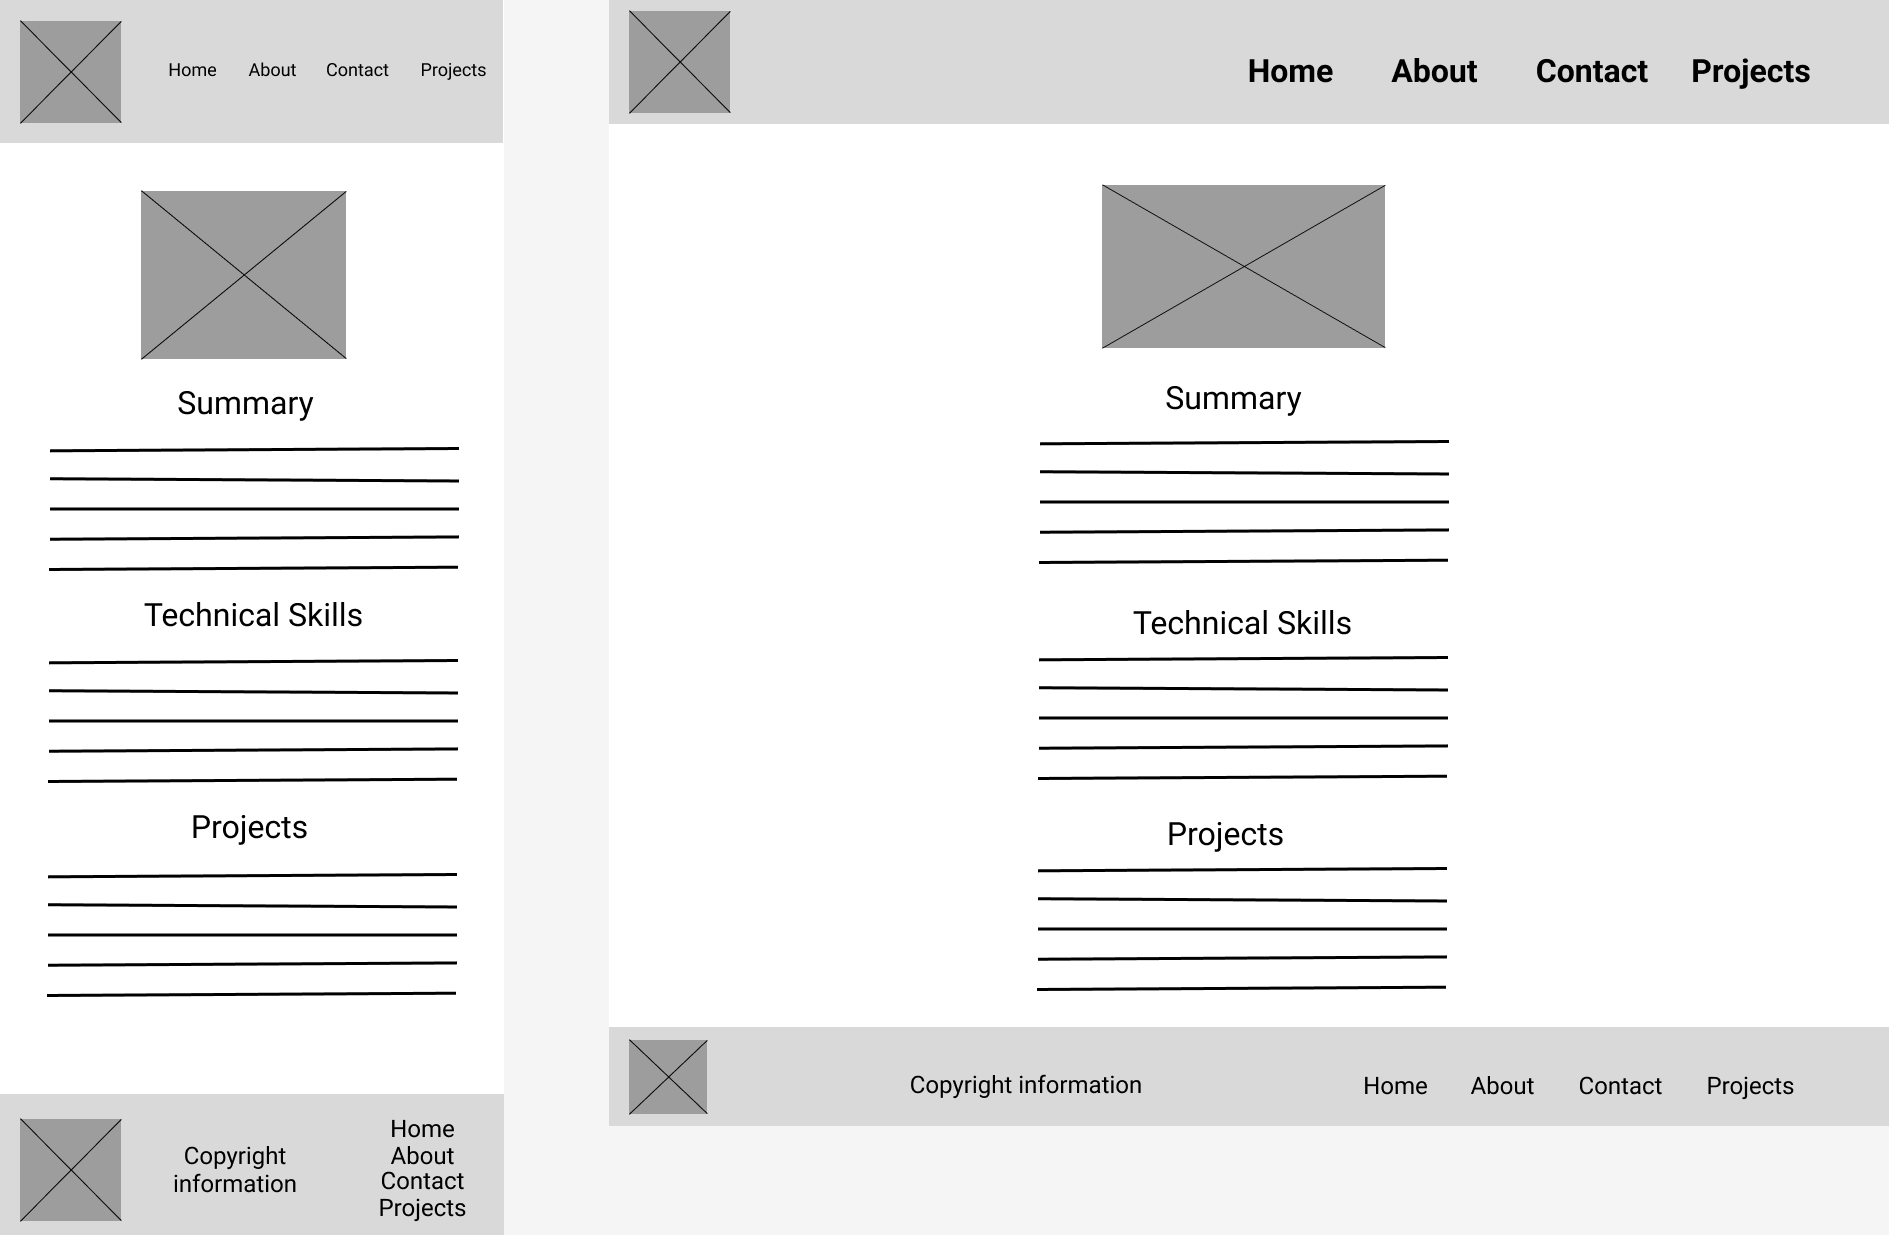 Home About Contact Projects
Summary
Technical Skills
Projects
Copyright
information
Home
About
Contact
Projects
Home About Contact Projects
Summary
Technical Skills
Projects
Copyright information Home About Contact Projects